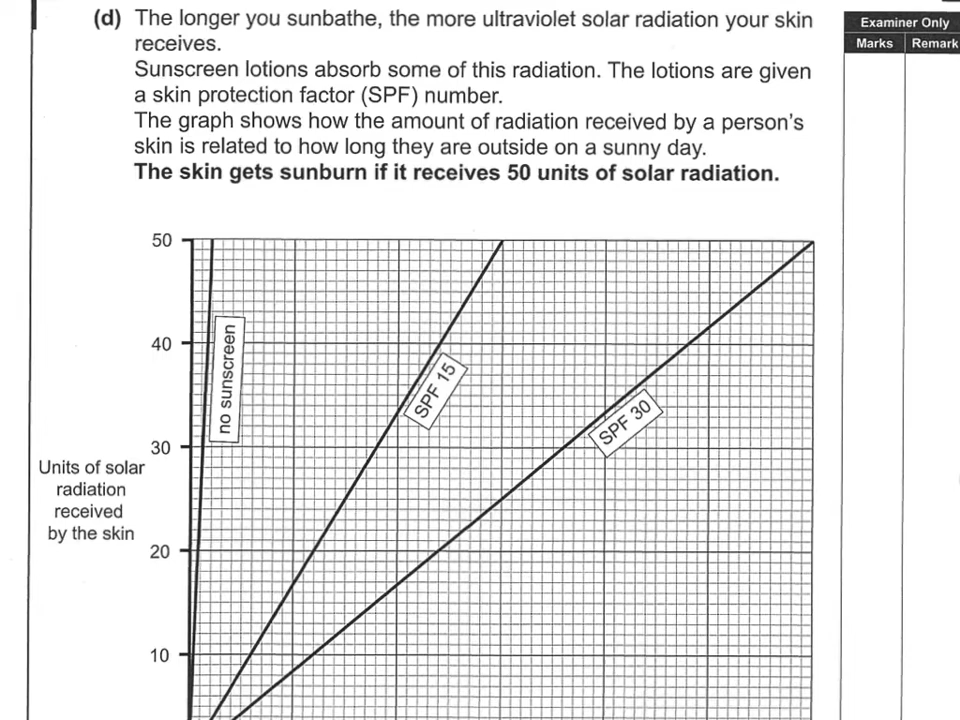 (d) The longer you sunbathe, the more ultraviolet solar radiation your skin
receives.
Sunscreen lotions absorb some of this radiation. The lotions are given
a skin protection factor (SPF) number.
The graph shows how the amount of radiation received by a person's
skin is related to how long they are outside on a sunny day.
The skin gets sunburn if it receives 50 units of solar radiation.
Examiner Only
Marks Remark
50
40
30
20
10
Units of solar
radiation
received
by the skin
no sunscreen
SPF 15
SPF 30